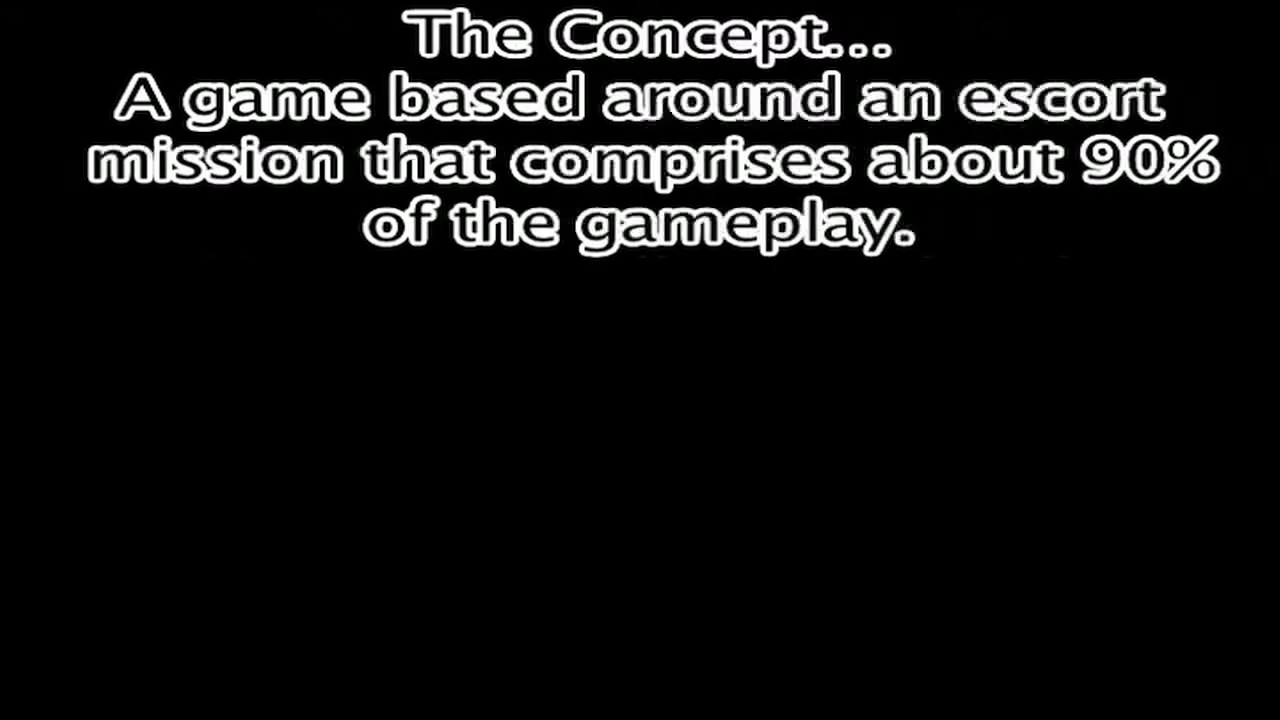 The Concept...
A game based around an escort
mission that comprises about 90%
of the gameplay.